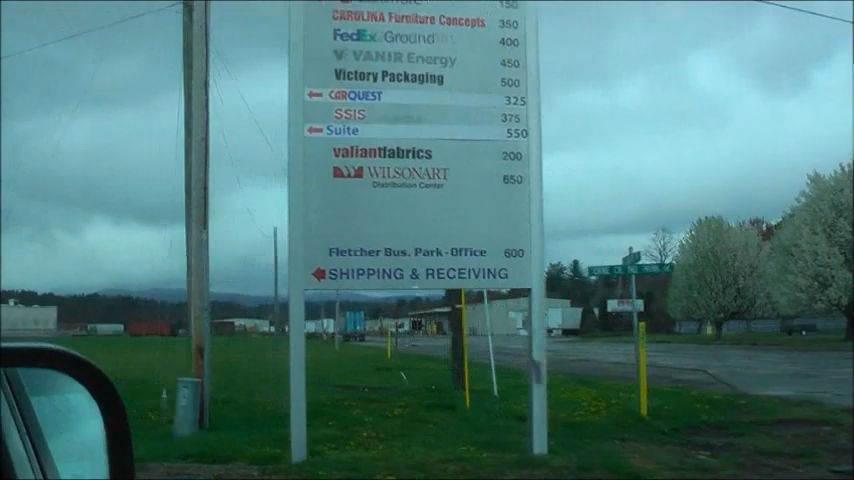 150
CAROLINA Furniture Concepts 350
FedEx Ground 400
VANIR Energy 450
Victory Packaging 500
CARQUEST 325
SSIS 375
Suite 550
valiantfabrics 200
WILSONART 650
Distribution Center
Fletcher Bus. Park-Office 600
SHIPPING & RECEIVING